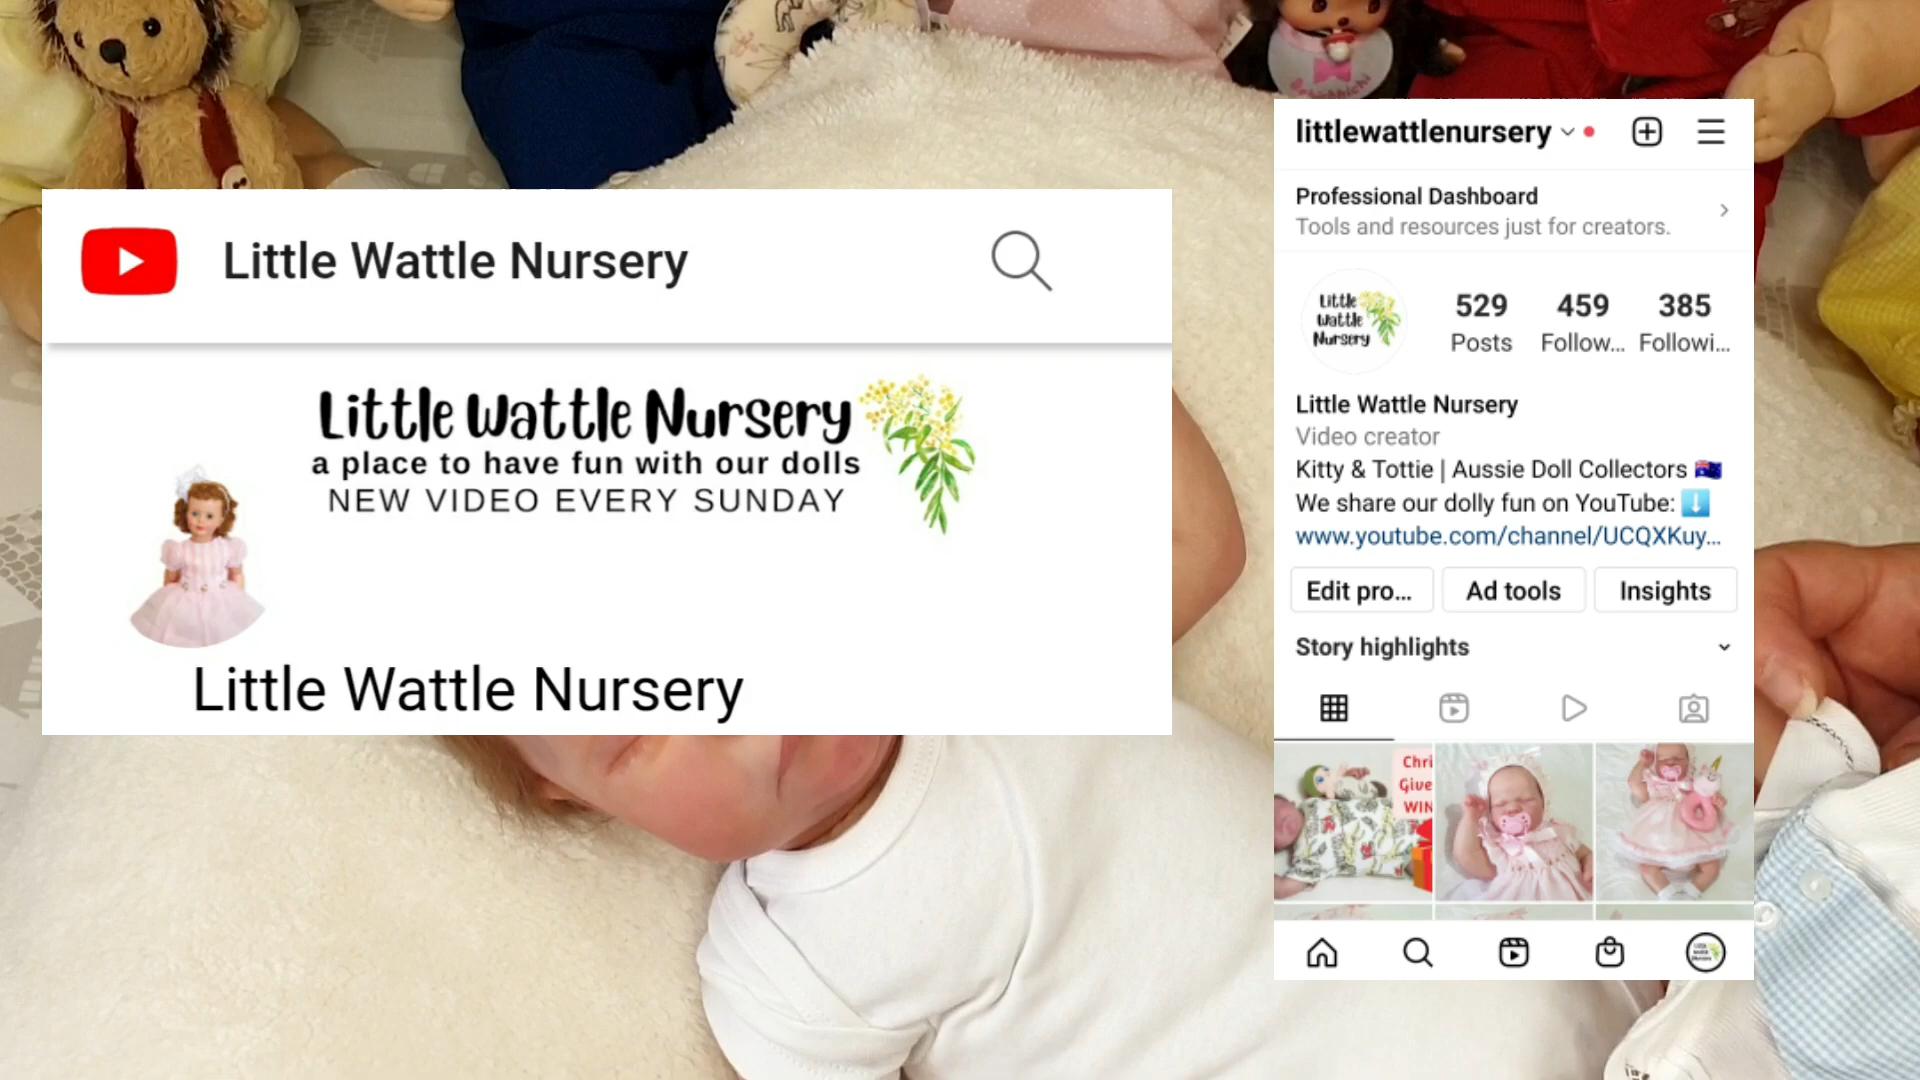 Little Wattle Nursery
Little Wattle Nursery
a place to have fun with our dolls
NEW VIDEO EVERY SUNDAY
Little Wattle Nursery
littlewattlenursery
Professional Dashboard
Tools and resources just for creators.
Little
Wattle
Nursery
529 459 385
Posts Follow... Followi...
Little Wattle Nursery
Video creator
Kitty & Tottie | Aussie Doll Collectors
We share our dolly fun on YouTube:
www.youtube.com/channel/UCQXKuy...
Edit pro... Ad tools Insights
Story highlights
Chri
Give
WIN